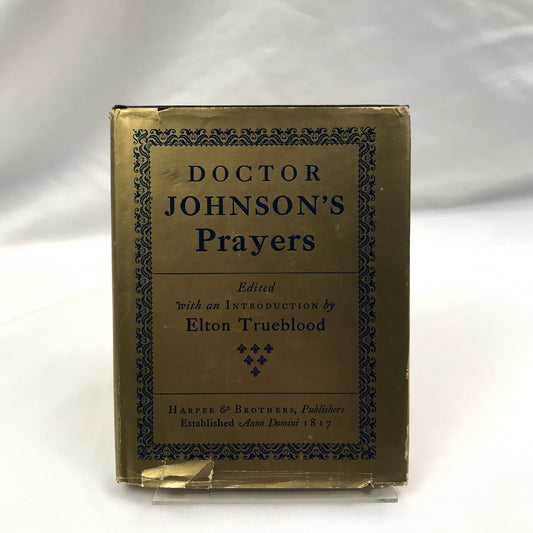 DOCTOR
JOHNSON'S
Prayers
Edited
with an INTRODUCTION by
Elton Trueblood
HARPER & BROTHERS, Publishers
Established Anno Domini 1817